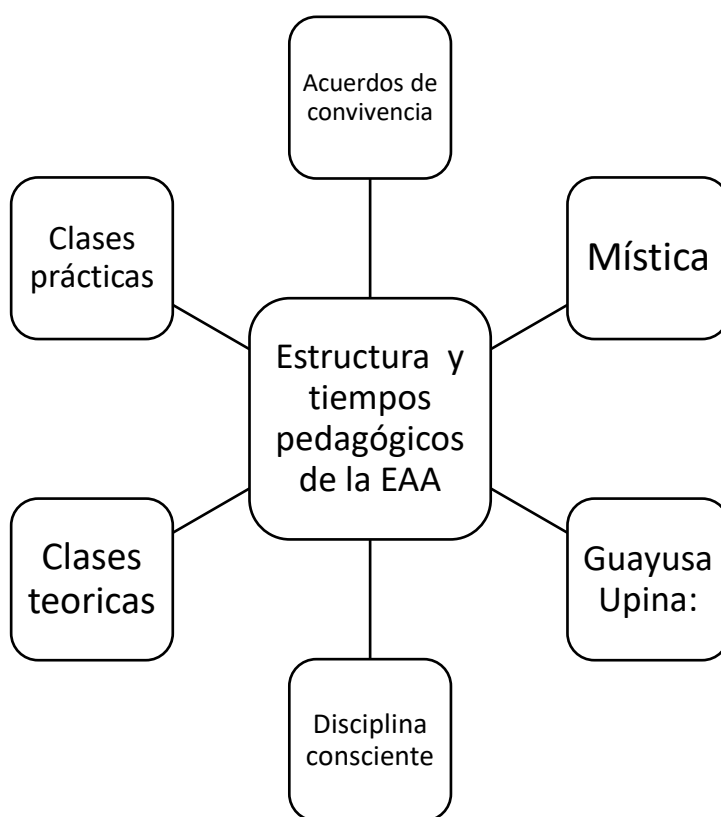 Acuerdos de
convivencia
Clases
prácticas
Mística
Estructura y
tiempos
pedagógicos
de la EAA
Clases
teoricas
Guayusa
Upina:
Disciplina
consciente